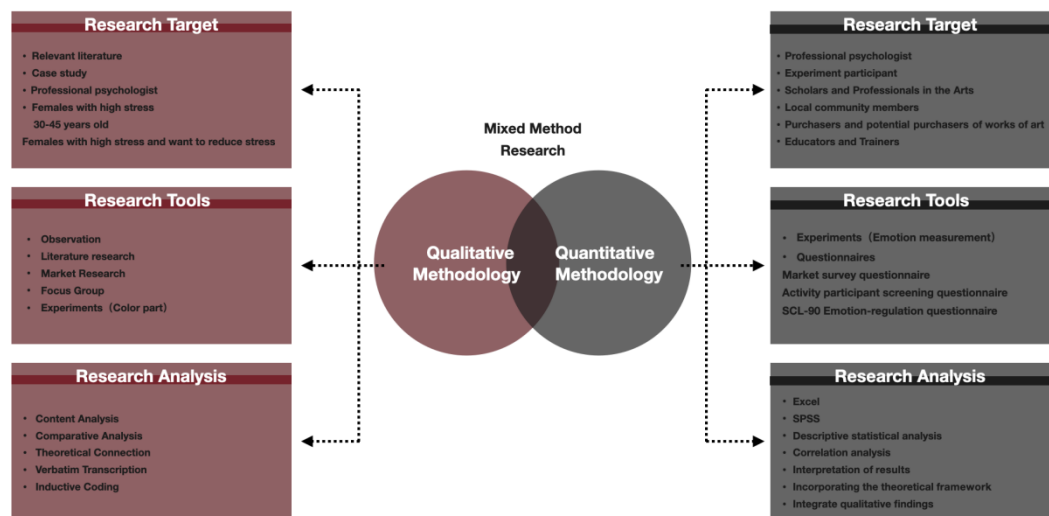 Research Target
• Relevant literature
• Case study
• Professional psychologist
• Females with high stress
30-45 years old
Females with high stress and want to reduce stress
Research Tools
• Observation
• Literature research
• Market Research
• Focus Group
• Experiments（Color part）
Research Analysis
• Content Analysis
• Comparative Analysis
• Theoretical Connection
• Verbatim Transcription
• Inductive Coding
Mixed Method
Research
Qualitative
Methodology
Quantitative
Methodology
Research Target
• Professional psychologist
• Experiment participant
• Scholars and Professionals in the Arts
• Local community members
• Purchasers and potential purchasers of works of art
• Educators and Trainers
Research Tools
• Experiments（Emotion measurement）
• Questionnaires
Market survey questionnaire
Activity participant screening questionnaire
SCL-90 Emotion-regulation questionnaire
Research Analysis
• Excel
• SPSS
• Descriptive statistical analysis
• Correlation analysis
• Interpretation of results
• Incorporating the theoretical framework
• Integrate qualitative findings